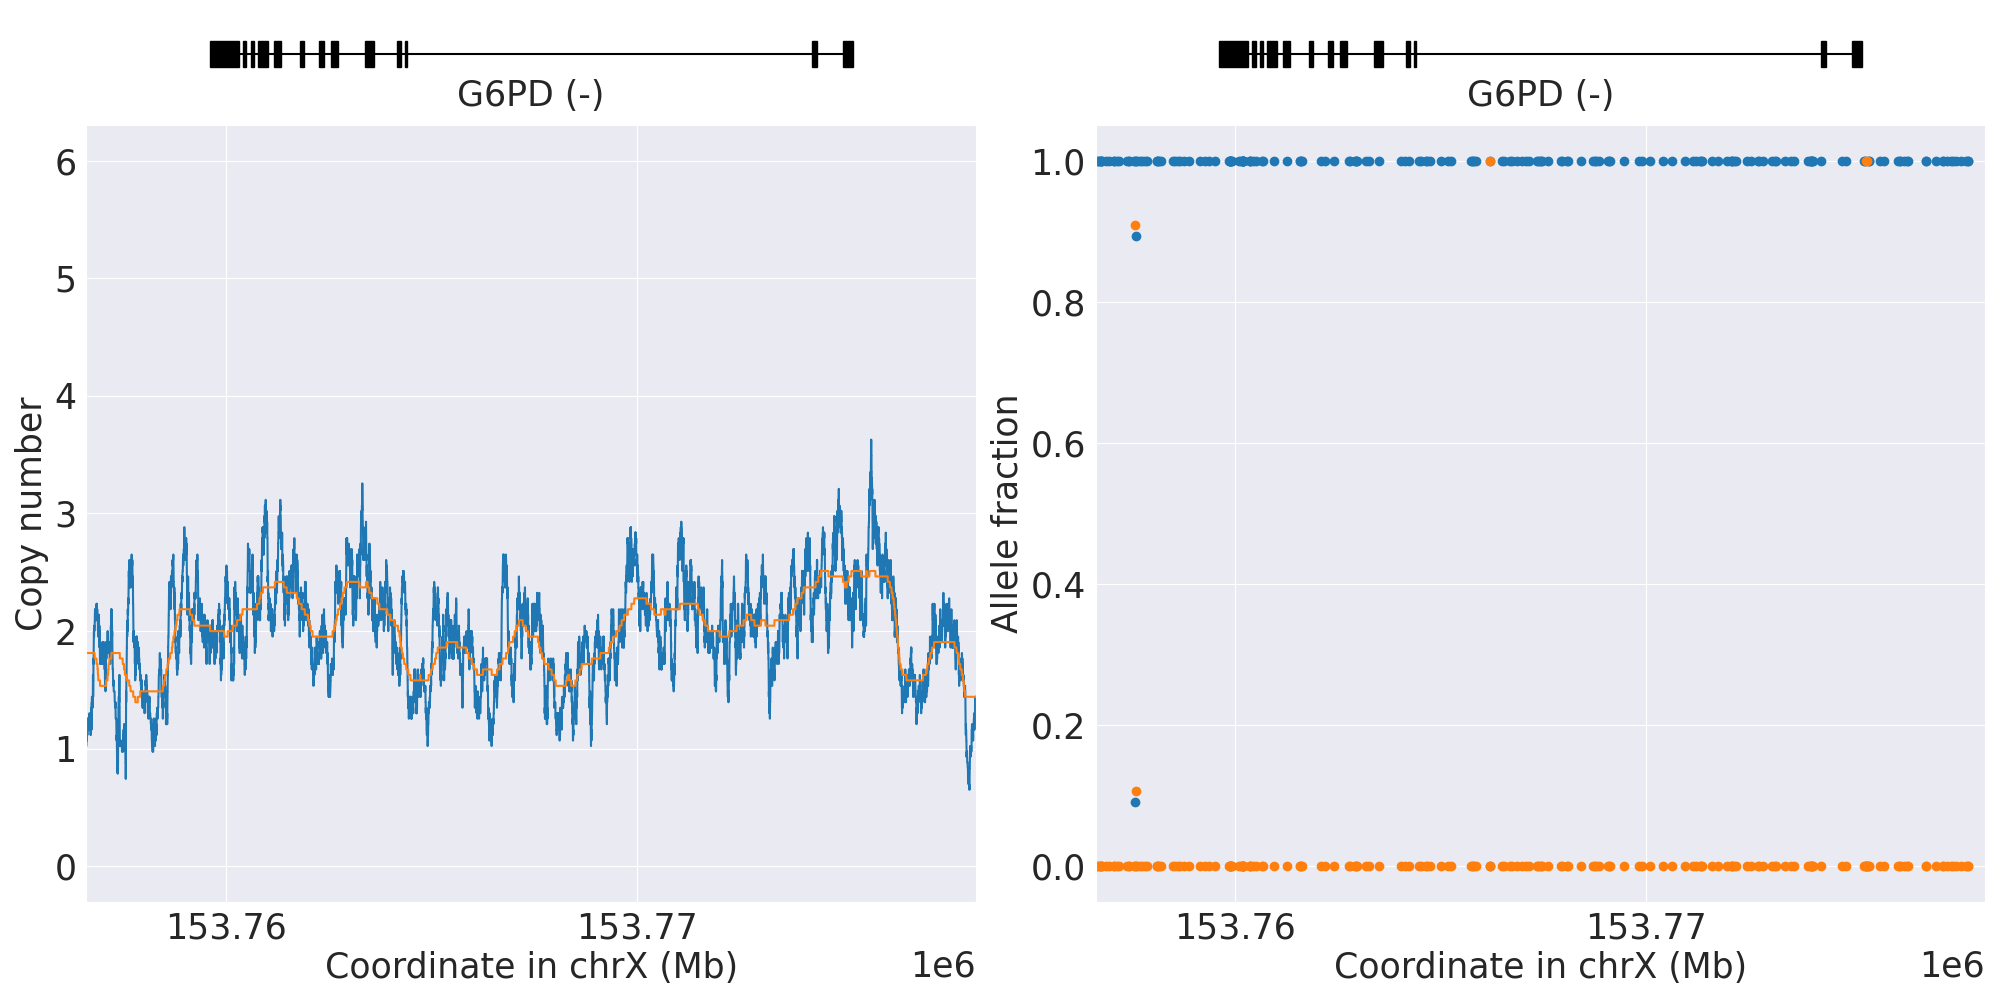 G6PD (-)
6
5
4
3
2
1
0
Copy number
153.76
153.77
Coordinate in chrX (Mb)
1e6
G6PD (-)
1.0
0.8
0.6
0.4
0.2
0.0
Allele fraction
153.76
153.77
Coordinate in chrX (Mb)
1e6